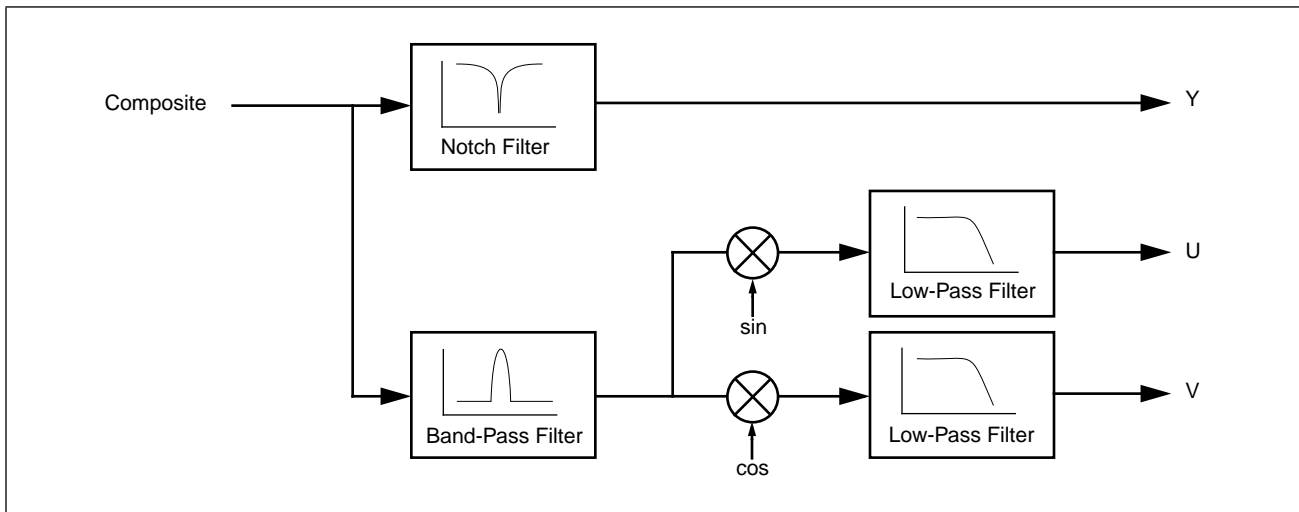 Composite
Notch Filter
Y
sin
Low-Pass Filter
U
Band-Pass Filter
cos
Low-Pass Filter
V